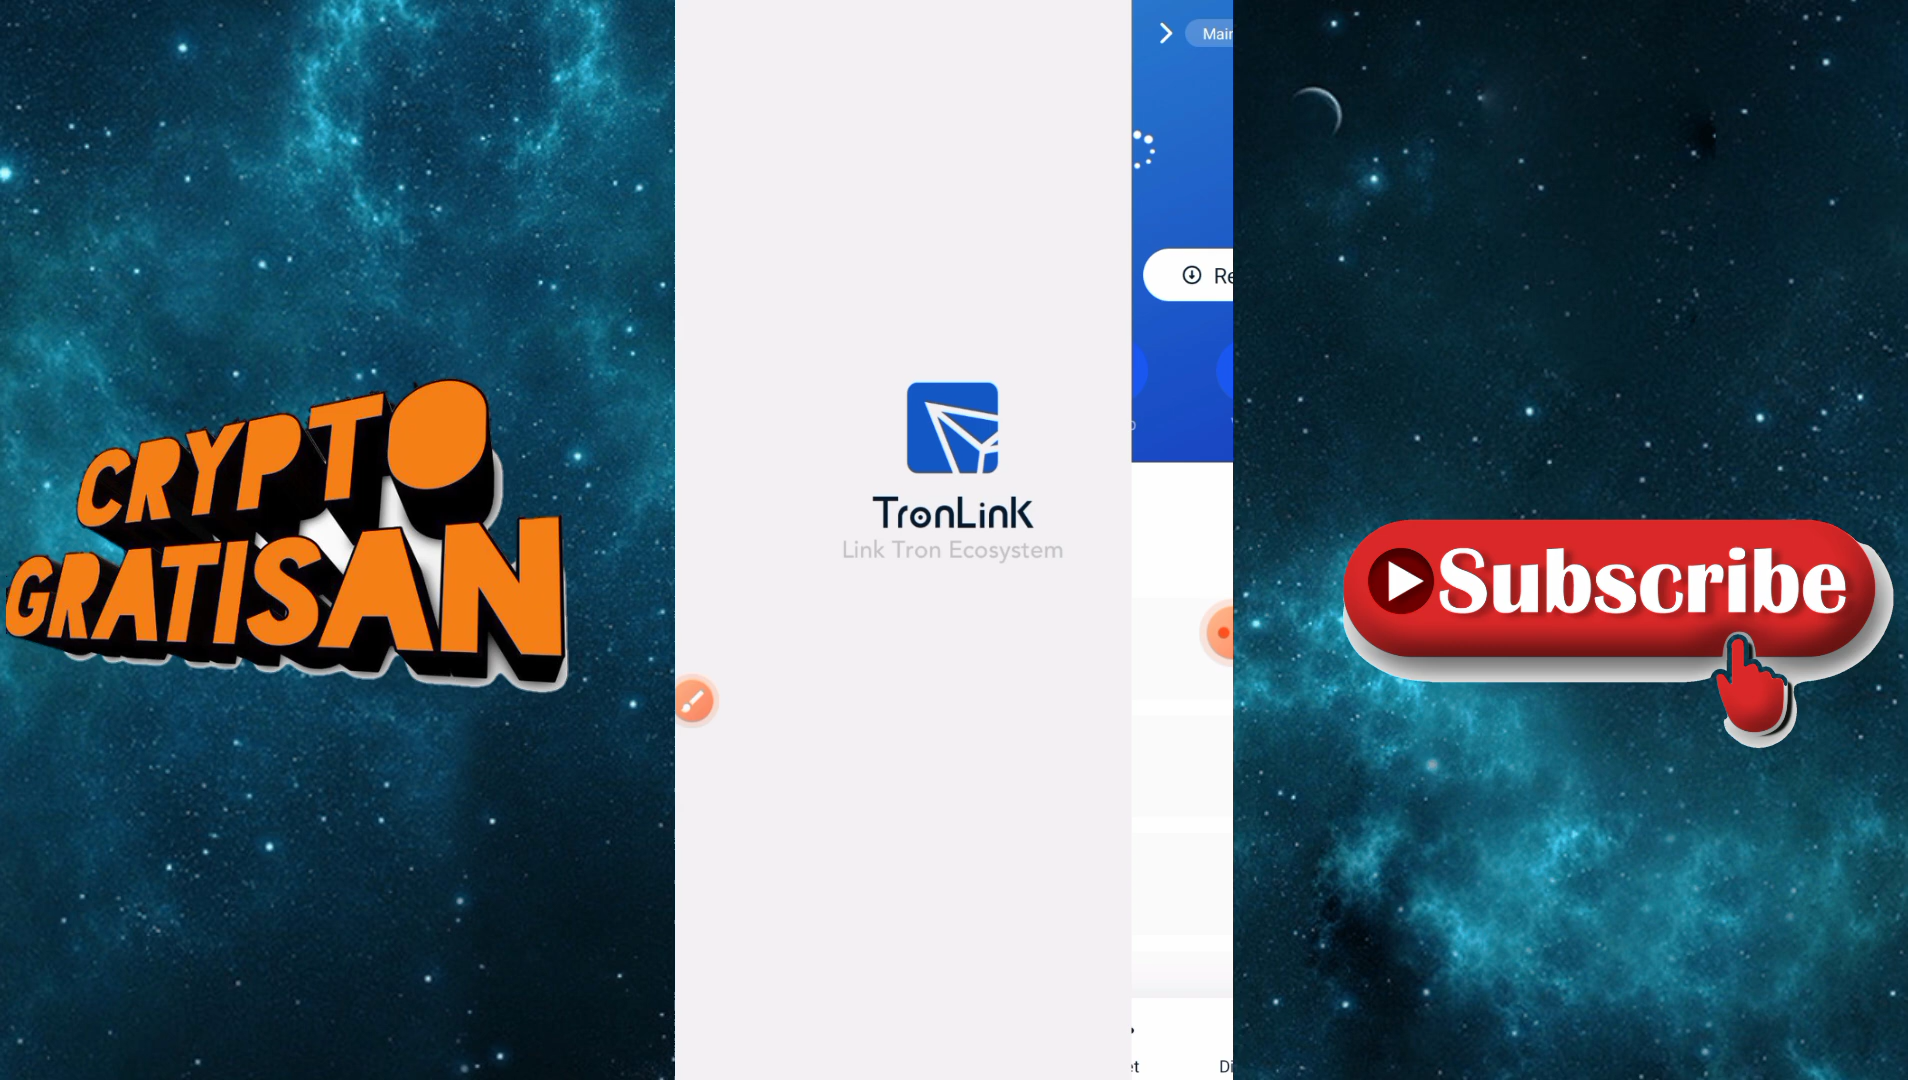 CRYPTO
GRATISAN
TronLink
Link Tron Ecosystem
Subscribe